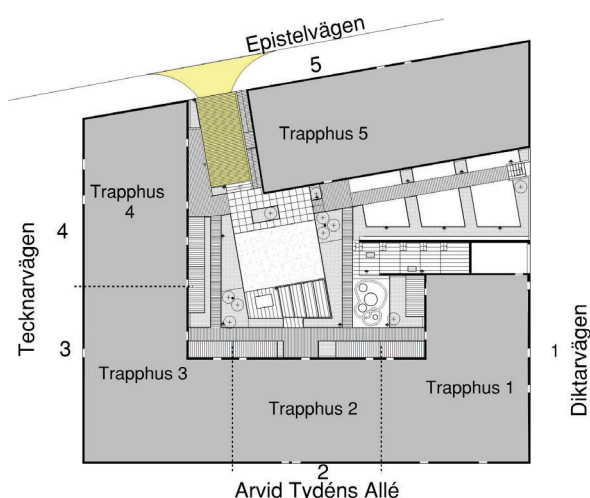 Epistelvägen
5
Trapphus 5
Trapphus
4
4
Tecknarvägen
3
Trapphus 3
Trapphus 2
Trapphus 1
1
Diktarvägen
2
Arvid Tydéns Allé